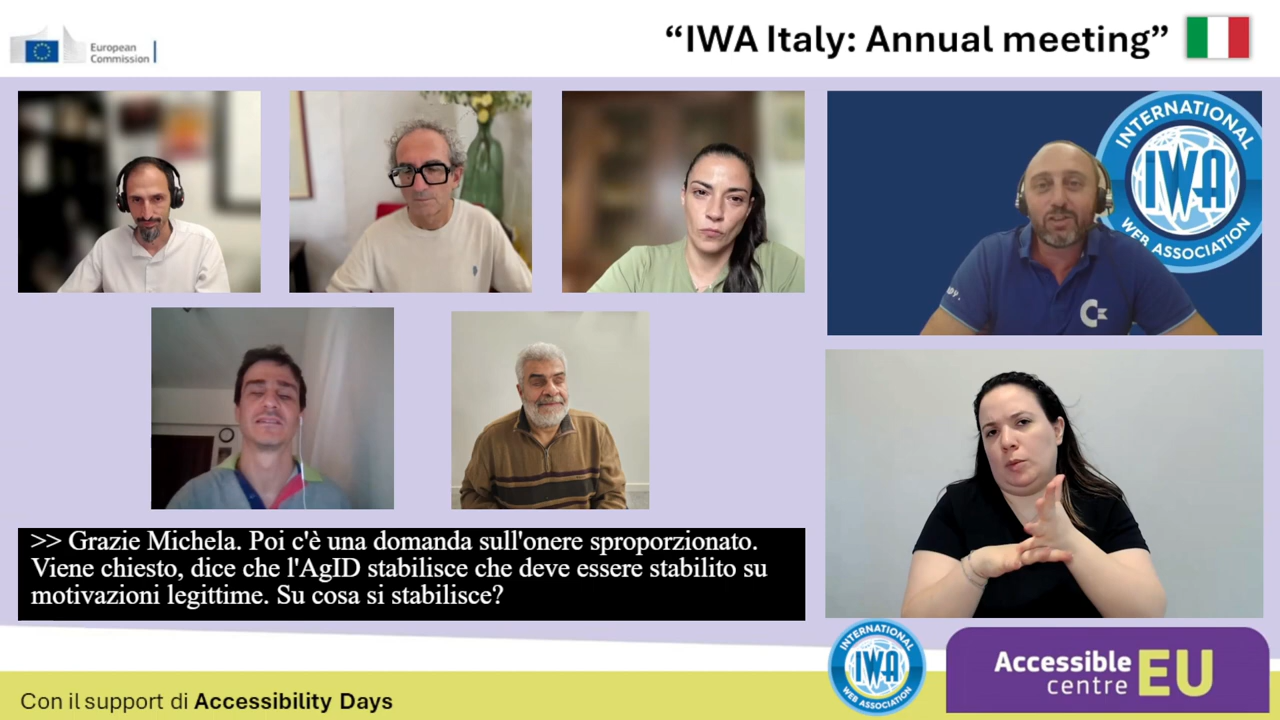 European
Commission
“IWA Italy: Annual meeting”
INTERNATIONAL
IWA
WEB ASSOCIATION
>> Grazie Michela. Poi c'è una domanda sull'onere sproporzionato.
Viene chiesto, dice che l'AgID stabilisce che deve essere stabilito su
motivazioni legittime. Su cosa si stabilisce?
INTERNATIONAL
IWA
WEB ASSOCIATION
Accessible
centre EU
Con il support di Accessibility Days